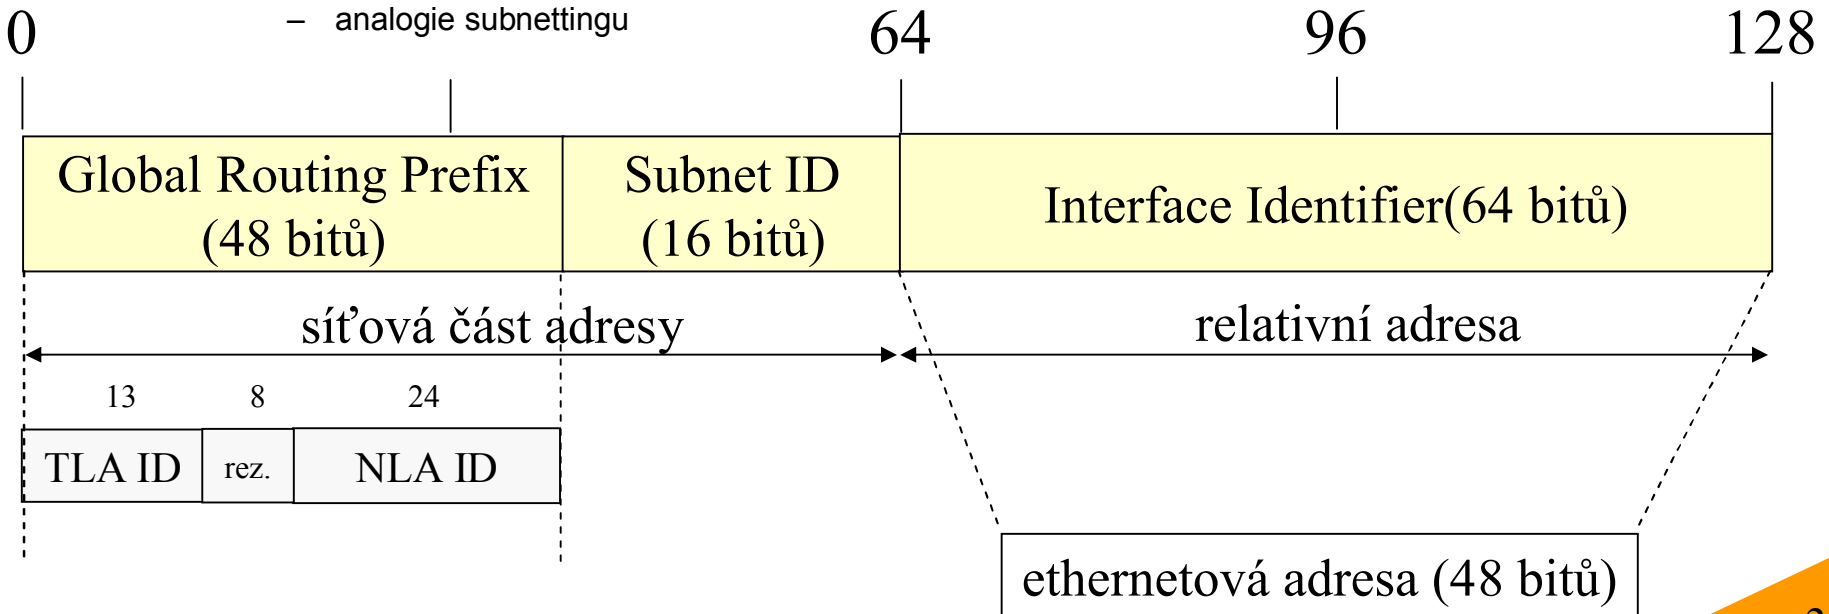 – analogie subnettingu
0 64 96 128
Global Routing Prefix
(48 bitů)
Subnet ID
(16 bitů)
Interface Identifier(64 bitů)
síťová část adresy
relativní adresa
13 8 24
TLA ID rez. NLA ID
ethernetová adresa (48 bitů)